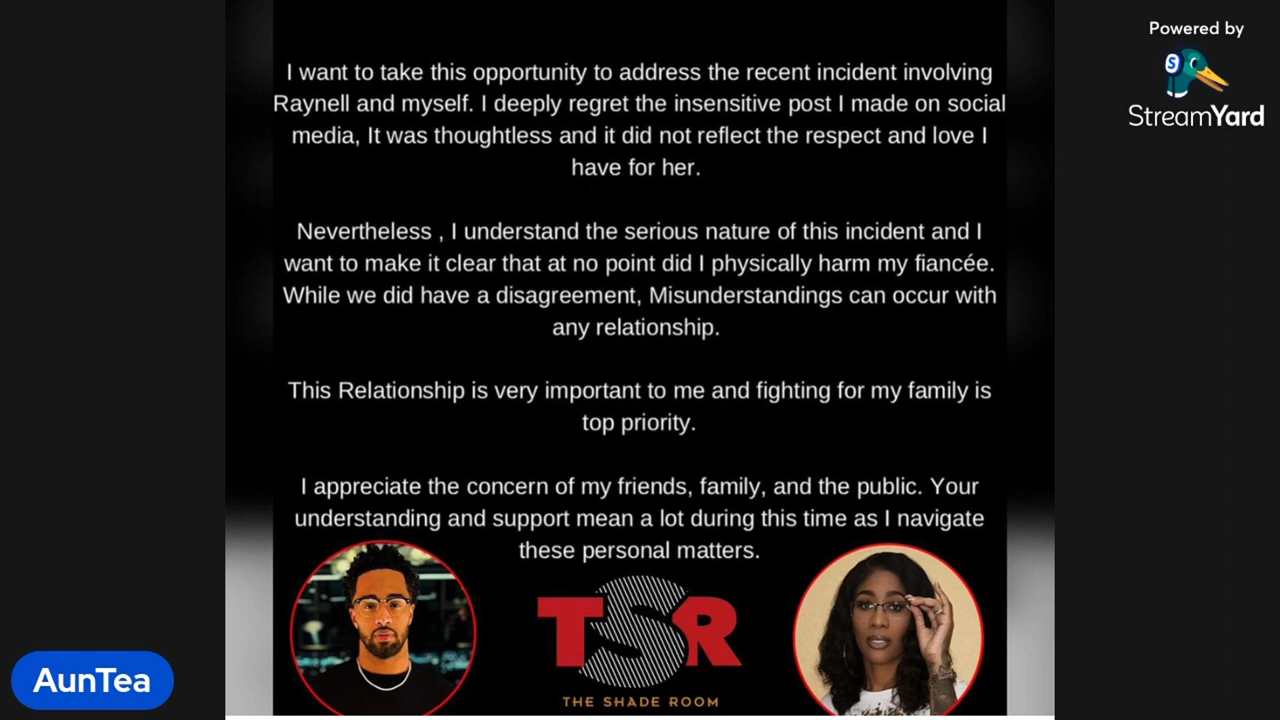 Powered by
S
StreamYard
I want to take this opportunity to address the recent incident involving
Raynell and myself. I deeply regret the insensitive post I made on social
media, It was thoughtless and it did not reflect the respect and love I
have for her.
Nevertheless , I understand the serious nature of this incident and I
want to make it clear that at no point did I physically harm my fiancée.
While we did have a disagreement, Misunderstandings can occur with
any relationship.
This Relationship is very important to me and fighting for my family is
top priority.
I appreciate the concern of my friends, family, and the public. Your
understanding and support mean a lot during this time as I navigate
these personal matters.
TSR
THE SHADE ROOM
AunTea